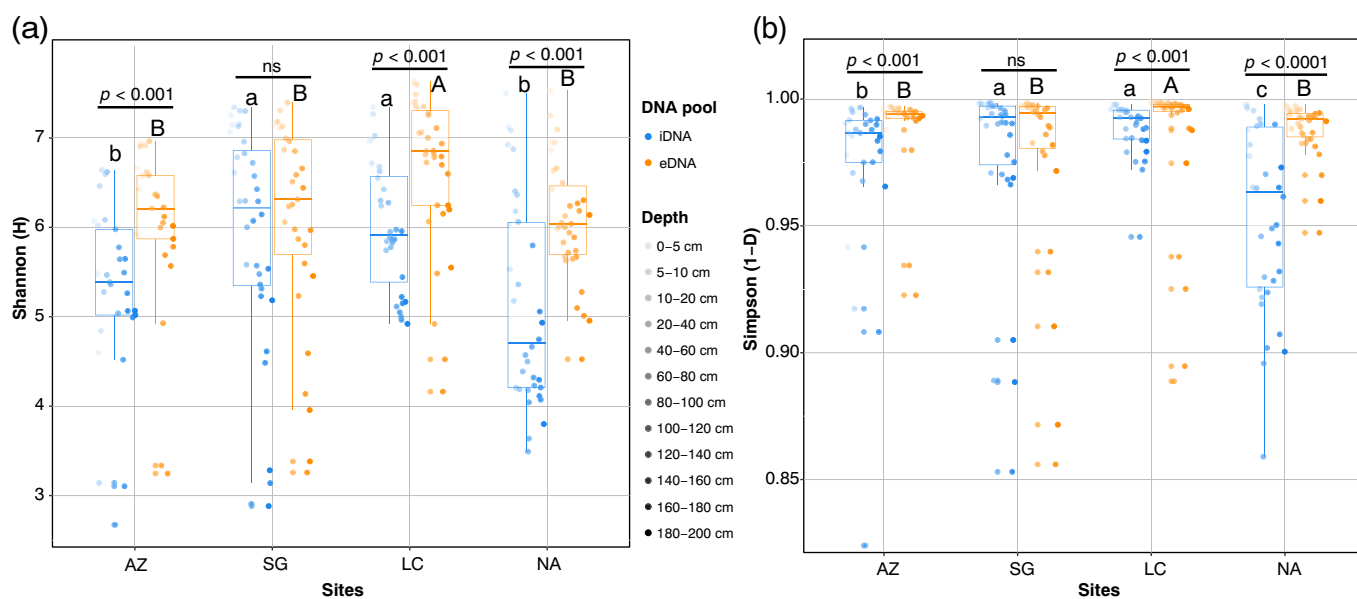 (a)
p < 0.001
ns
p < 0.001
p < 0.001
b
B
a
B
a
A
b
B
Shannon (H)
7
6
5
4
3
AZ
SG
LC
NA
Sites
DNA pool
iDNA
eDNA
Depth
0–5 cm
5–10 cm
10–20 cm
20–40 cm
40–60 cm
60–80 cm
80–100 cm
100–120 cm
120–140 cm
140–160 cm
160–180 cm
180–200 cm
(b)
p < 0.001
ns
p < 0.001
p < 0.0001
b
B
a
B
a
A
c
B
Simpson (1−D)
1.00
0.95
0.90
0.85
AZ
SG
LC
NA
Sites